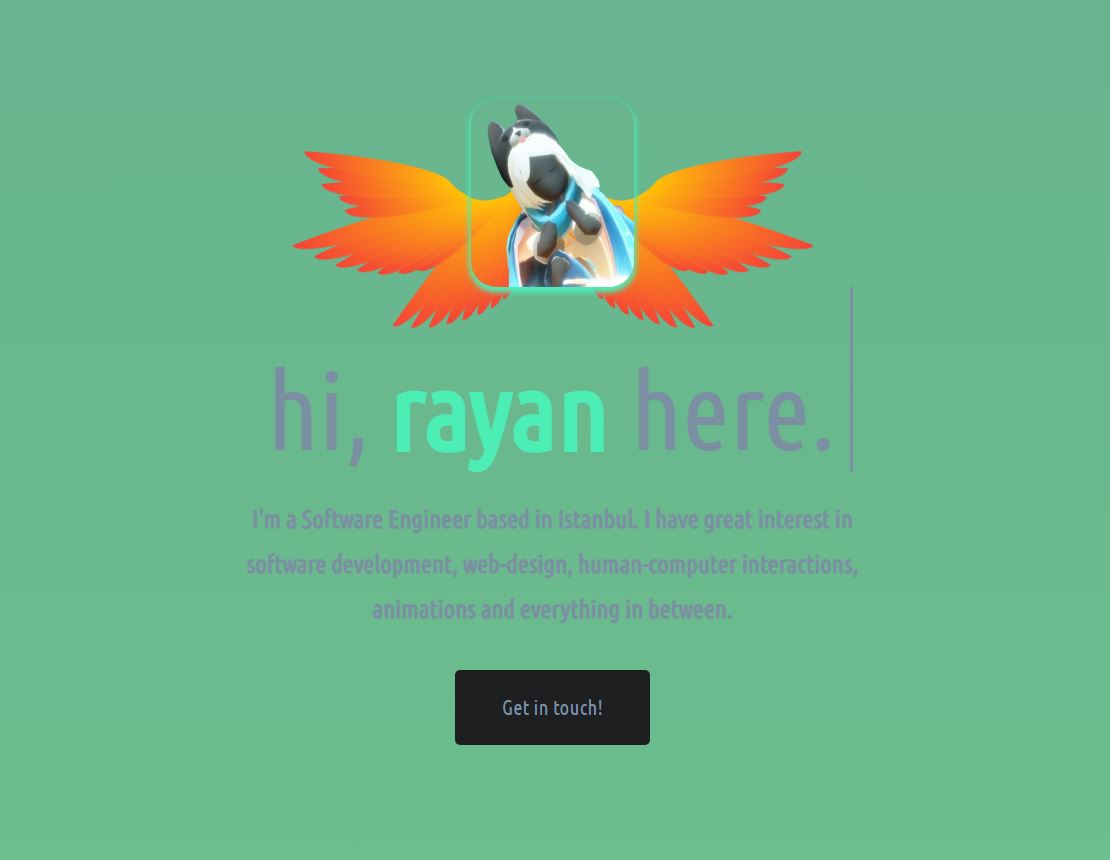 hi, rayan here.
I'm a Software Engineer based in Istanbul. I have great interest in
software development, web-design, human-computer interactions,
animations and everything in between.
Get in touch!